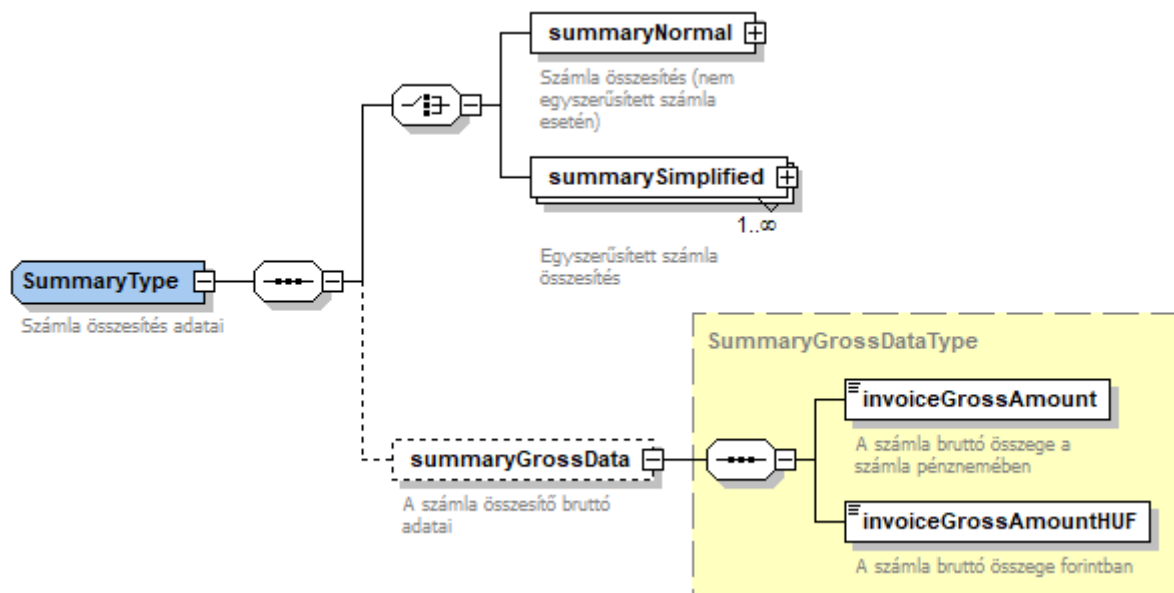 summaryNormal
Számla összesítés (nem
egyszerűsített számla
esetén)
summarySimplified
1..∞
Egyszerűsített számla
összesítés
SummaryType
Számla összesítés adatai
SummaryGrossDataType
invoiceGrossAmount
A számla bruttó összege a
számla pénznemében
summaryGrossData
A számla összesítő bruttó
adatai
invoiceGrossAmountHUF
A számla bruttó összege forintban